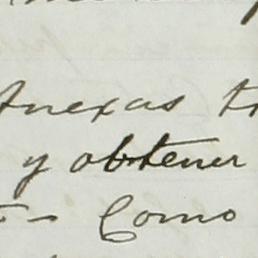 Anexas
y obtener
Como